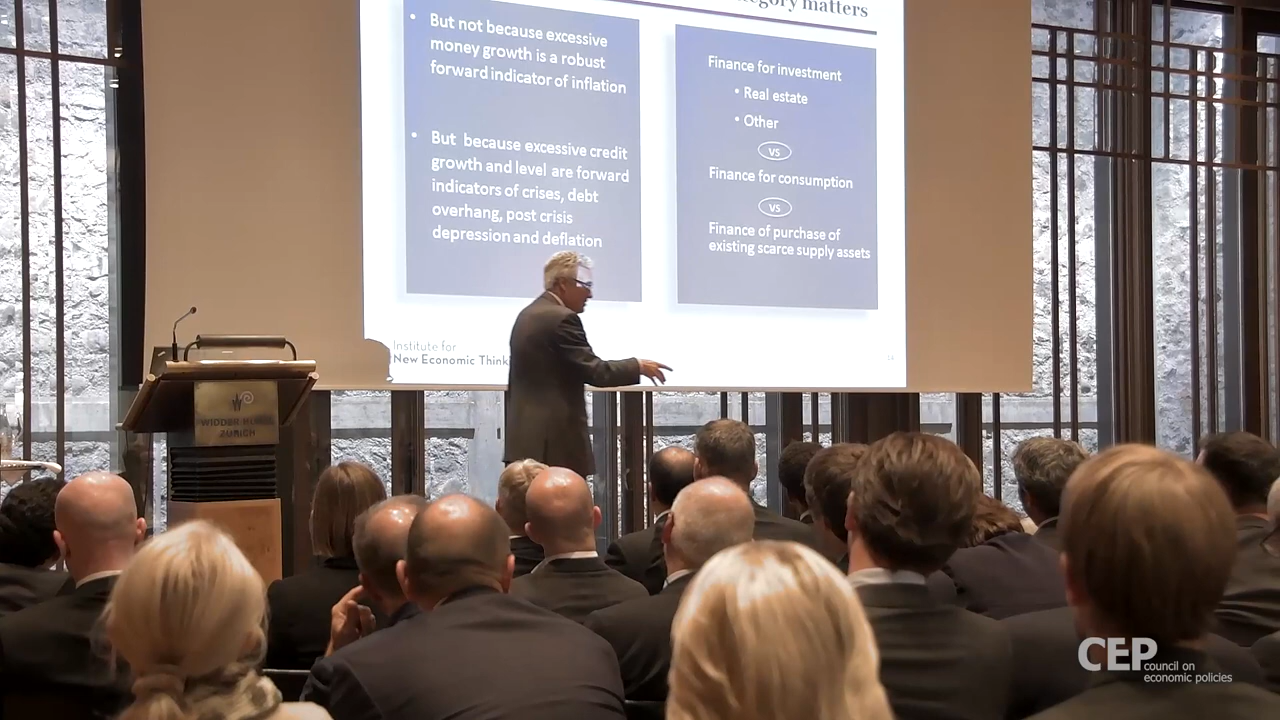 category matters
• But not because excessive
money growth is a robust
forward indicator of inflation
• But because excessive credit
growth and level are forward
indicators of crises, debt
overhang, post crisis
depression and deflation
Finance for investment
• Real estate
• Other
vs
Finance for consumption
vs
Finance of purchase of
existing scarce supply assets
Institute for
New Economic Think
WIDDER HOTEL
ZURICH
CEP
council on
economic policies